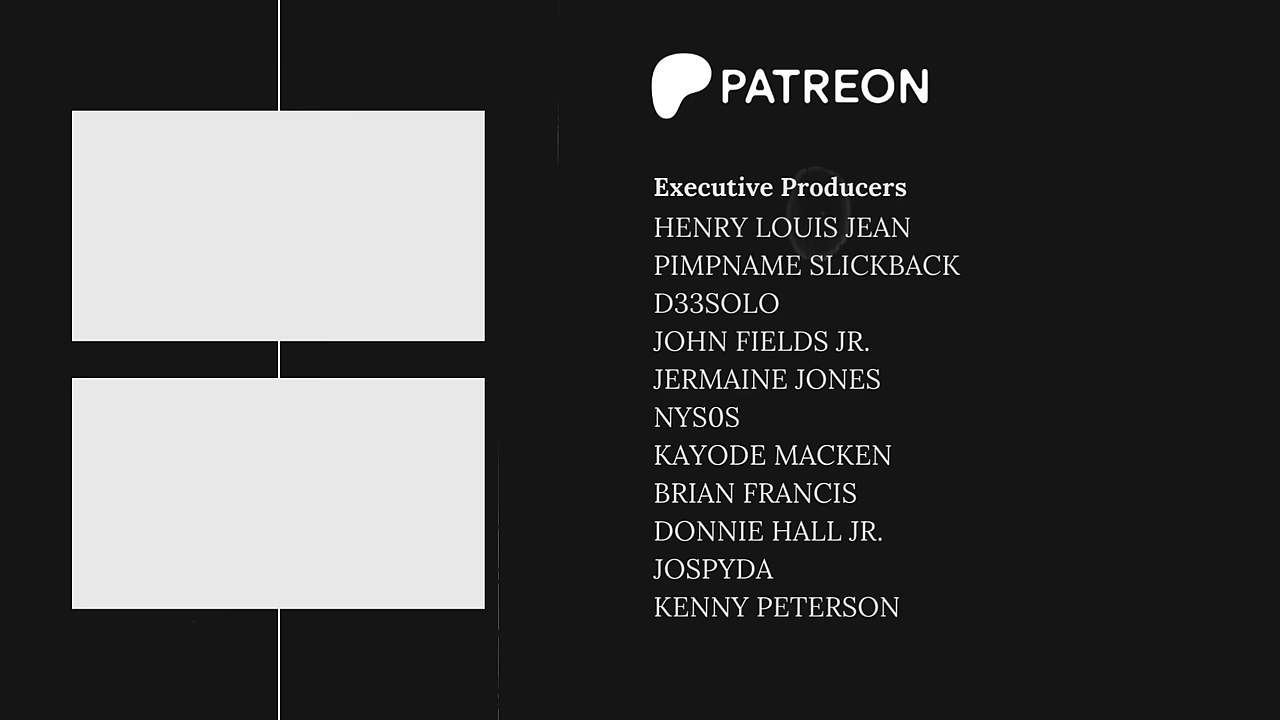 PATREON
Executive Producers
HENRY LOUIS JEAN
PIMPNAME SLICKBACK
D33SOLO
JOHN FIELDS JR.
JERMAINE JONES
NYS0S
KAYODE MACKEN
BRIAN FRANCIS
DONNIE HALL JR.
JOSPYDA
KENNY PETERSON